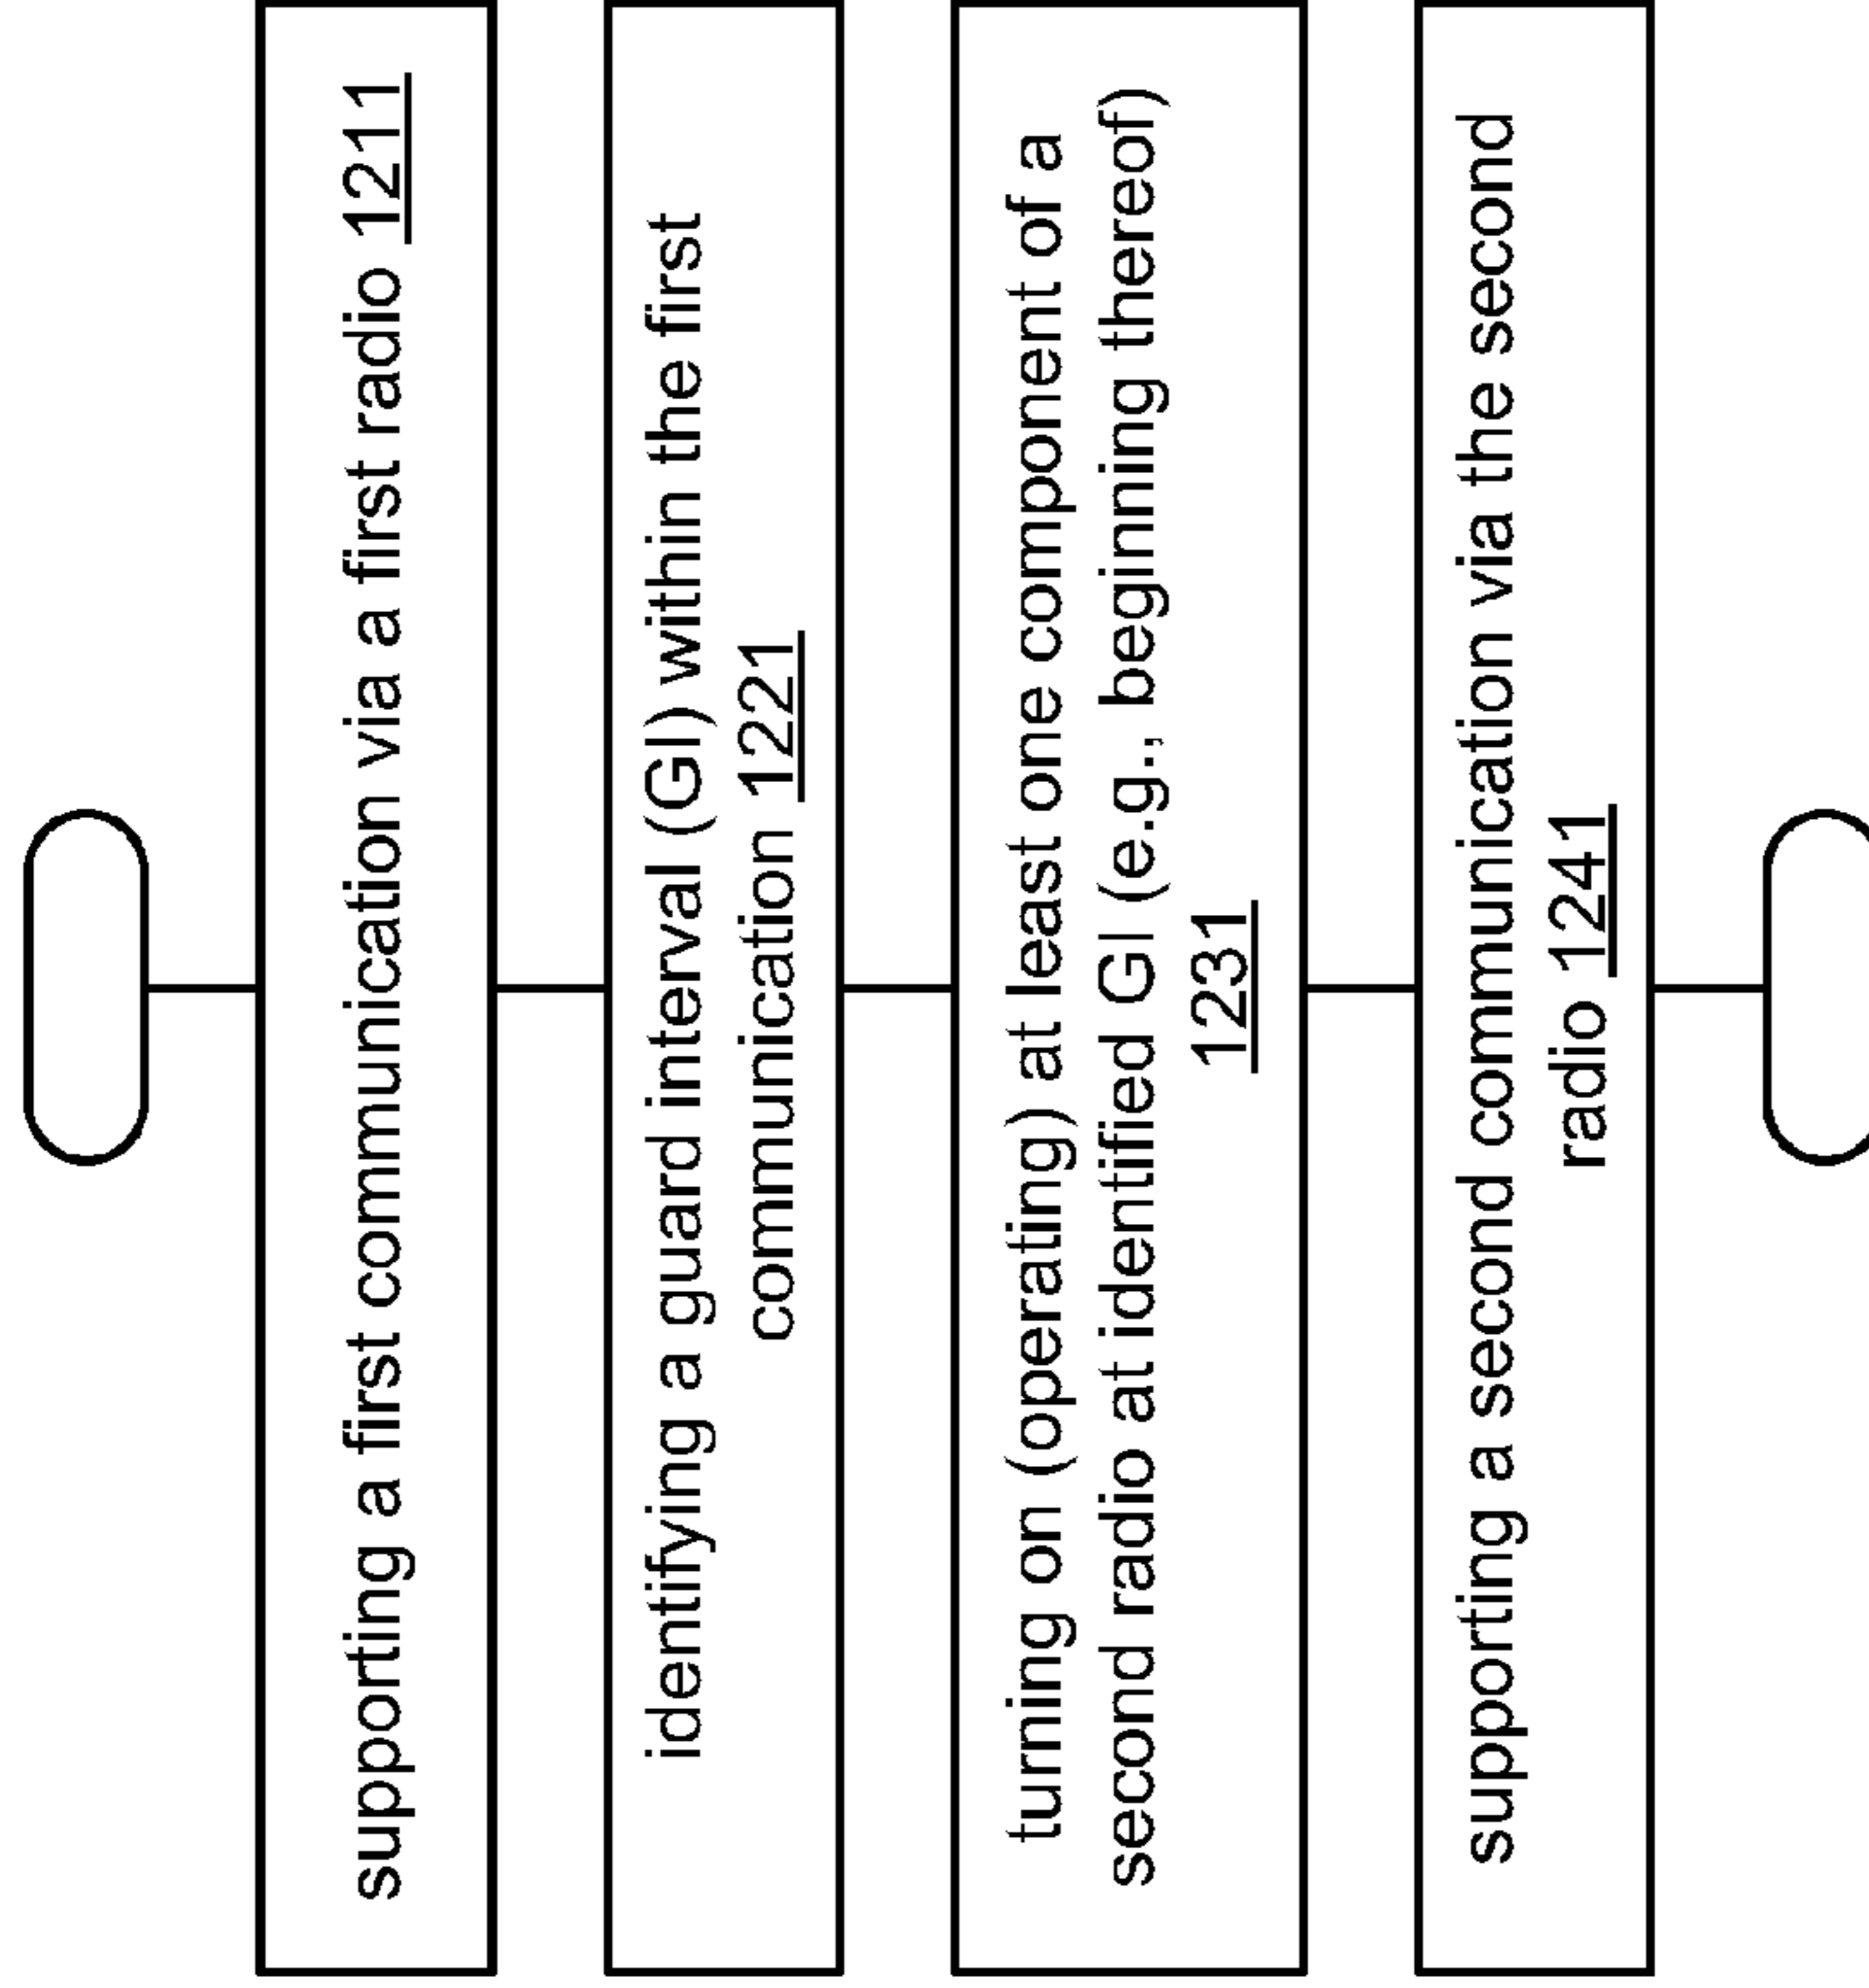 supporting a first communication via a first radio 1211
identifying a guard interval (GI) within the first
communication 1221
turning on (operating) at least one component of a
second radio at identified GI (e.g., beginning thereof)
1231
supporting a second communication via the second
radio 1241